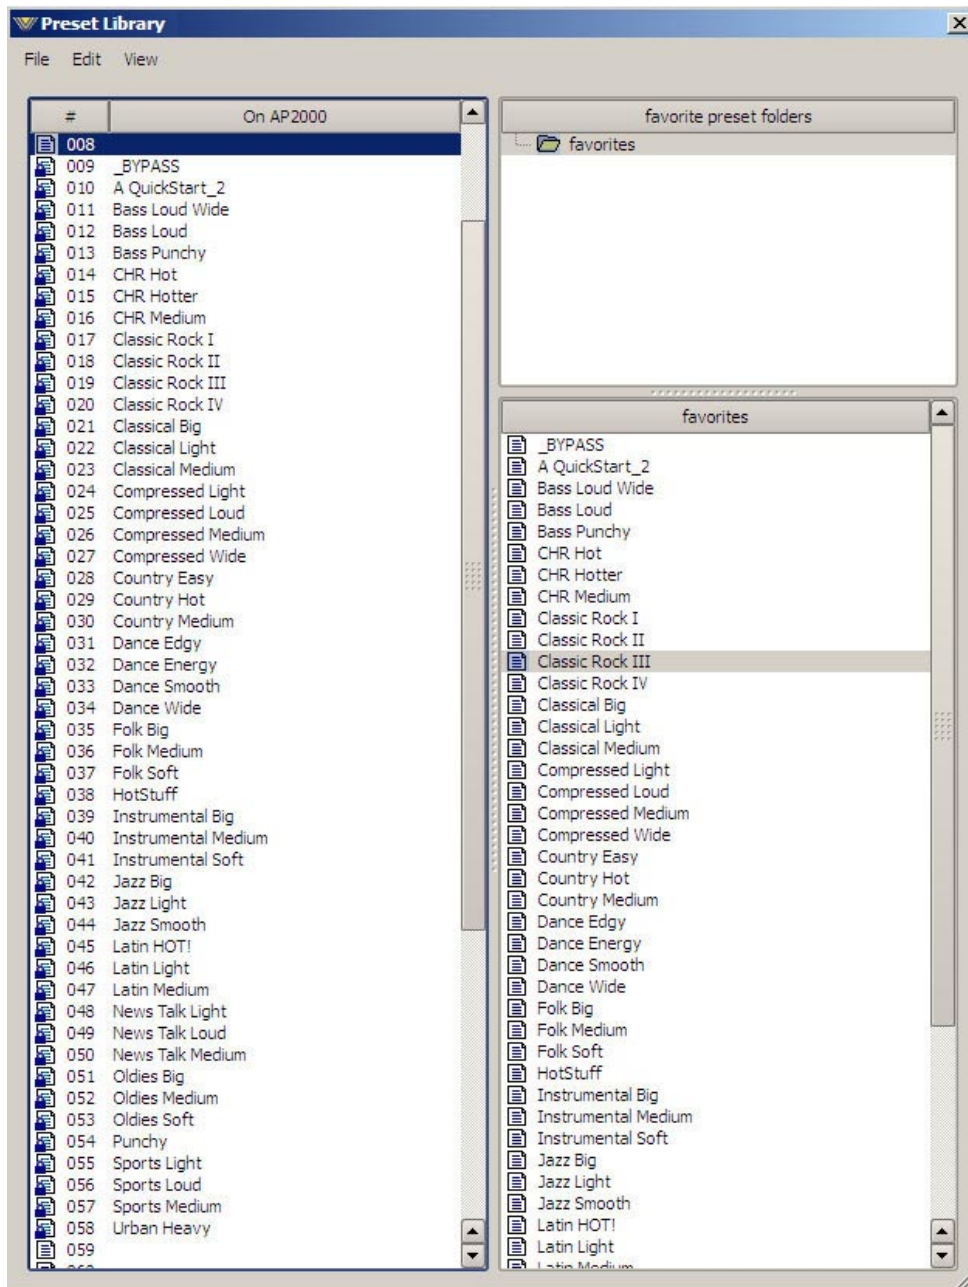 Preset Library
File Edit View
# On AP2000
008
009 _BYPASS
010 A QuickStart_2
011 Bass Loud Wide
012 Bass Loud
013 Bass Punchy
014 CHR Hot
015 CHR Hotter
016 CHR Medium
017 Classic Rock I
018 Classic Rock II
019 Classic Rock III
020 Classic Rock IV
021 Classical Big
022 Classical Light
023 Classical Medium
024 Compressed Light
025 Compressed Loud
026 Compressed Medium
027 Compressed Wide
028 Country Easy
029 Country Hot
030 Country Medium
031 Dance Edgy
032 Dance Energy
033 Dance Smooth
034 Dance Wide
035 Folk Big
036 Folk Medium
037 Folk Soft
038 HotStuff
039 Instrumental Big
040 Instrumental Medium
041 Instrumental Soft
042 Jazz Big
043 Jazz Light
044 Jazz Smooth
045 Latin HOT!
046 Latin Light
047 Latin Medium
048 News Talk Light
049 News Talk Loud
050 News Talk Medium
051 Oldies Big
052 Oldies Medium
053 Oldies Soft
054 Punchy
055 Sports Light
056 Sports Loud
057 Sports Medium
058 Urban Heavy
059
favorite preset folders
favorites
favorites
_BYPASS
A QuickStart_2
Bass Loud Wide
Bass Loud
Bass Punchy
CHR Hot
CHR Hotter
CHR Medium
Classic Rock I
Classic Rock II
Classic Rock III
Classic Rock IV
Classical Big
Classical Light
Classical Medium
Compressed Light
Compressed Loud
Compressed Medium
Compressed Wide
Country Easy
Country Hot
Country Medium
Dance Edgy
Dance Energy
Dance Smooth
Dance Wide
Folk Big
Folk Medium
Folk Soft
HotStuff
Instrumental Big
Instrumental Medium
Instrumental Soft
Jazz Big
Jazz Light
Jazz Smooth
Latin HOT!
Latin Light
Latin Medium